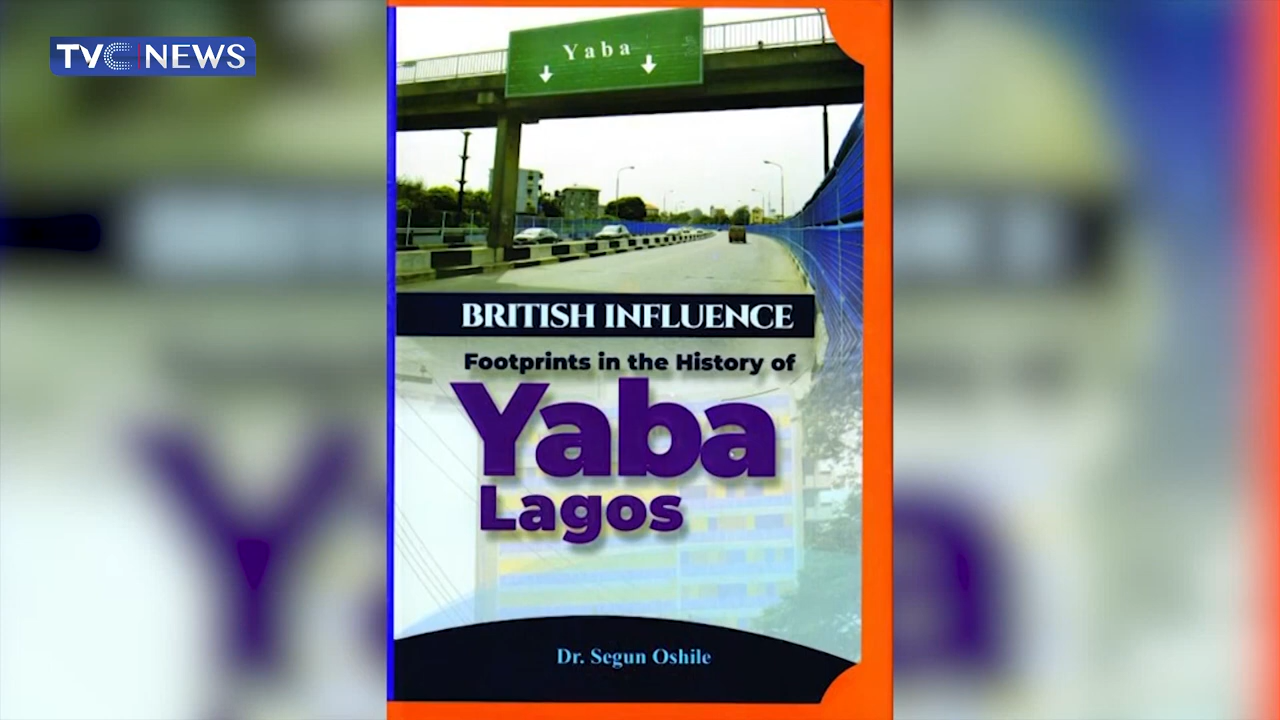 TVC NEWS
Yaba
BRITISH INFLUENCE
Footprints in the History of
Yaba
Lagos
Dr. Segun Oshile